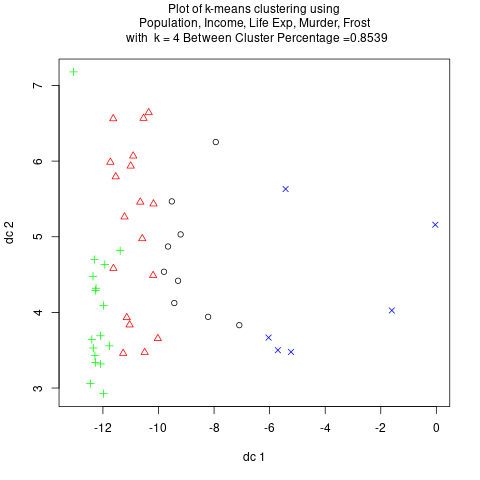 Plot of k-means clustering using
Population, Income, Life Exp, Murder, Frost
with k = 4 Between Cluster Percentage =0.8539
7
6
5
4
3
dc 2
-12 -10 -8 -6 -4 -2 0
dc 1